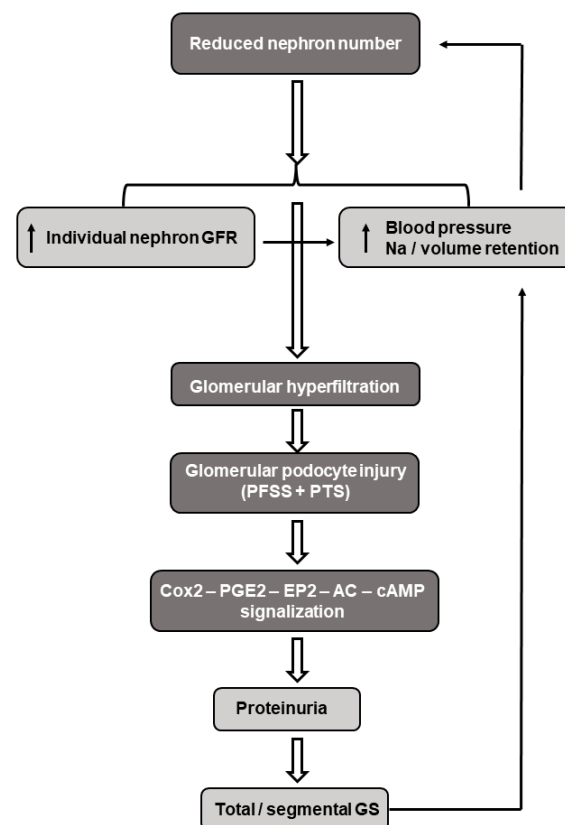 Reduced nephron number
Individual nephron GFR
Blood pressure
Na / volume retention
Glomerular hyperfiltration
Glomerular podocyte injury
(PFSS + PTS)
Cox2 – PGE2 – EP2 – AC – cAMP
signalization
Proteinuria
Total / segmental GS